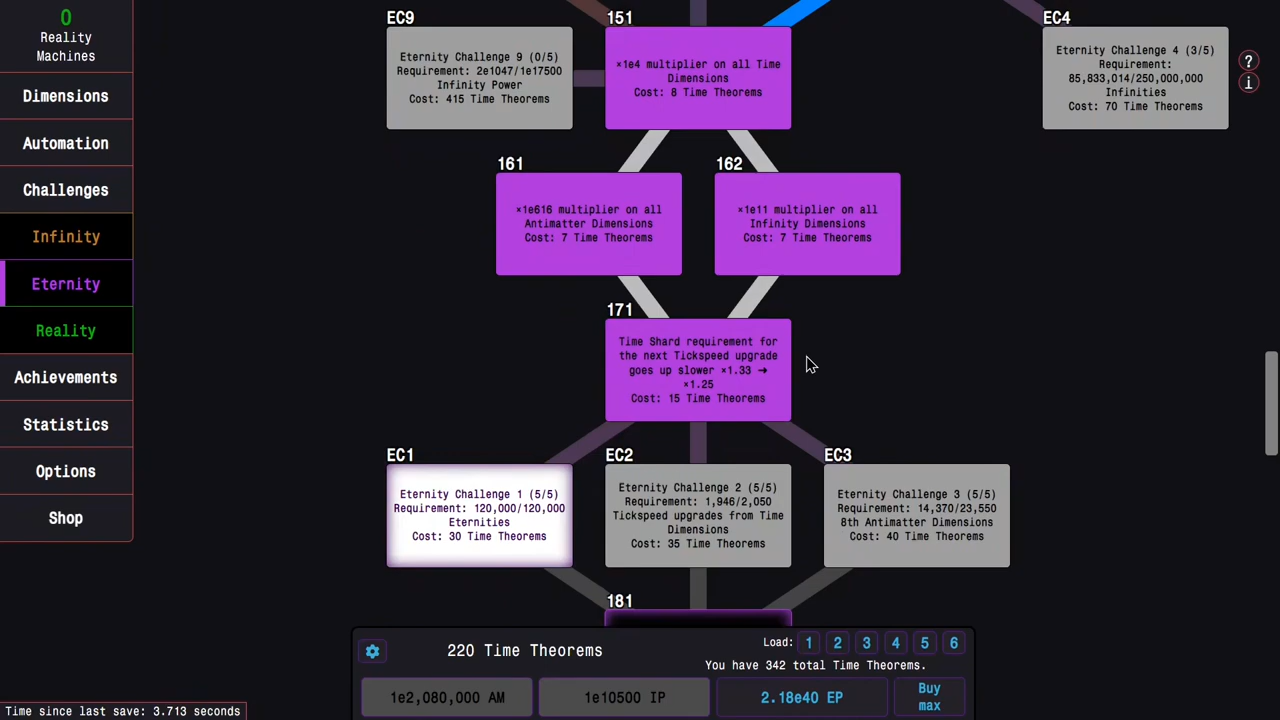 0
Reality
Machines
Dimensions
Automation
Challenges
Infinity
Eternity
Reality
Achievements
Statistics
Options
Shop
Time since last save: 3.713 seconds
EC9
Eternity Challenge 9 (0/5)
Requirement: 2e1047/1e17500
Infinity Power
Cost: 415 Time Theorems
151
×1e4 multiplier on all Time
Dimensions
Cost: 8 Time Theorems
EC4
Eternity Challenge 4 (3/5)
Requirement:
85,833,014/250,000,000
Infinities
Cost: 70 Time Theorems
?
i
161
×1e616 multiplier on all
Antimatter Dimensions
Cost: 7 Time Theorems
162
×1e11 multiplier on all
Infinity Dimensions
Cost: 7 Time Theorems
171
Time Shard requirement for
the next Tickspeed upgrade
goes up slower ×1.33 ➜
×1.25
Cost: 15 Time Theorems
EC1
Eternity Challenge 1 (5/5)
Requirement: 120,000/120,000
Eternities
Cost: 30 Time Theorems
EC2
Eternity Challenge 2 (5/5)
Requirement: 1,946/2,050
Tickspeed upgrades from Time
Dimensions
Cost: 35 Time Theorems
EC3
Eternity Challenge 3 (5/5)
Requirement: 14,370/23,550
8th Antimatter Dimensions
Cost: 40 Time Theorems
181
220 Time Theorems
Load: 1 2 3 4 5 6
You have 342 total Time Theorems.
1e2,080,000 AM
1e10500 IP
2.18e40 EP
Buy
max